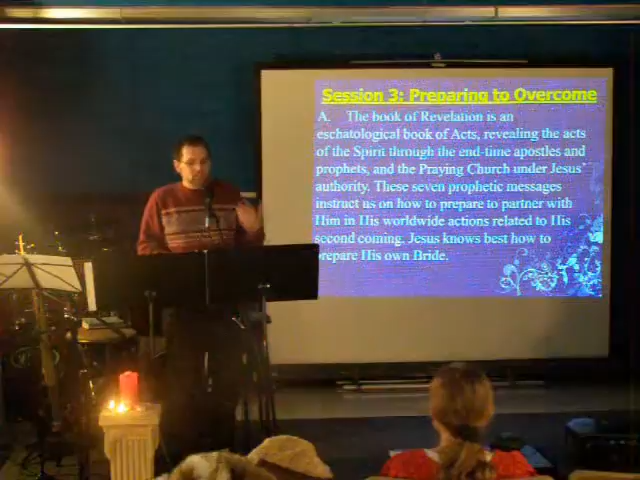 Session 3: Preparing to Overcome
A. The book of Revelation is an
eschatological book of Acts, revealing the acts
of the Spirit through the end-time apostles and
prophets, and the Praying Church under Jesus'
authority. These seven prophetic messages
instruct us on how to prepare to partner with
Him in His worldwide actions related to His
second coming. Jesus knows best how to
prepare His own Bride.